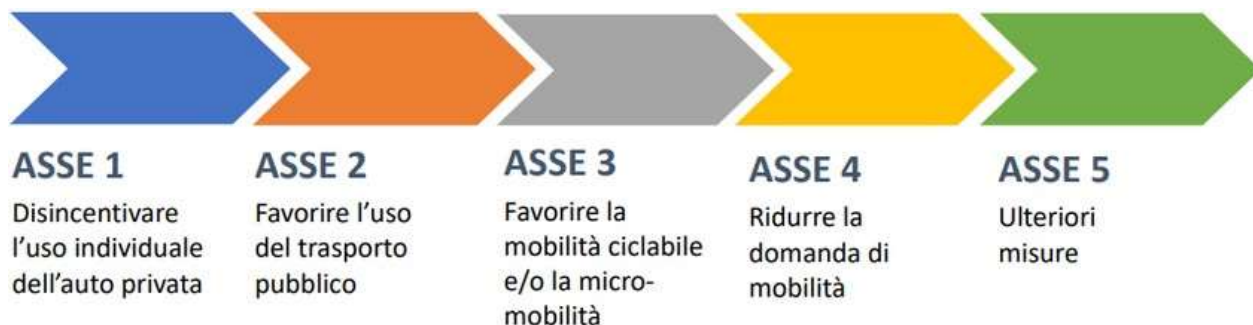 ASSE 1
Disincentivare
l’uso individuale
dell’auto privata
ASSE 2
Favorire l’uso
del trasporto
pubblico
ASSE 3
Favorire la
mobilità ciclabile
e/o la micro-
mobilità
ASSE 4
Ridurre la
domanda di
mobilità
ASSE 5
Ulteriori
misure